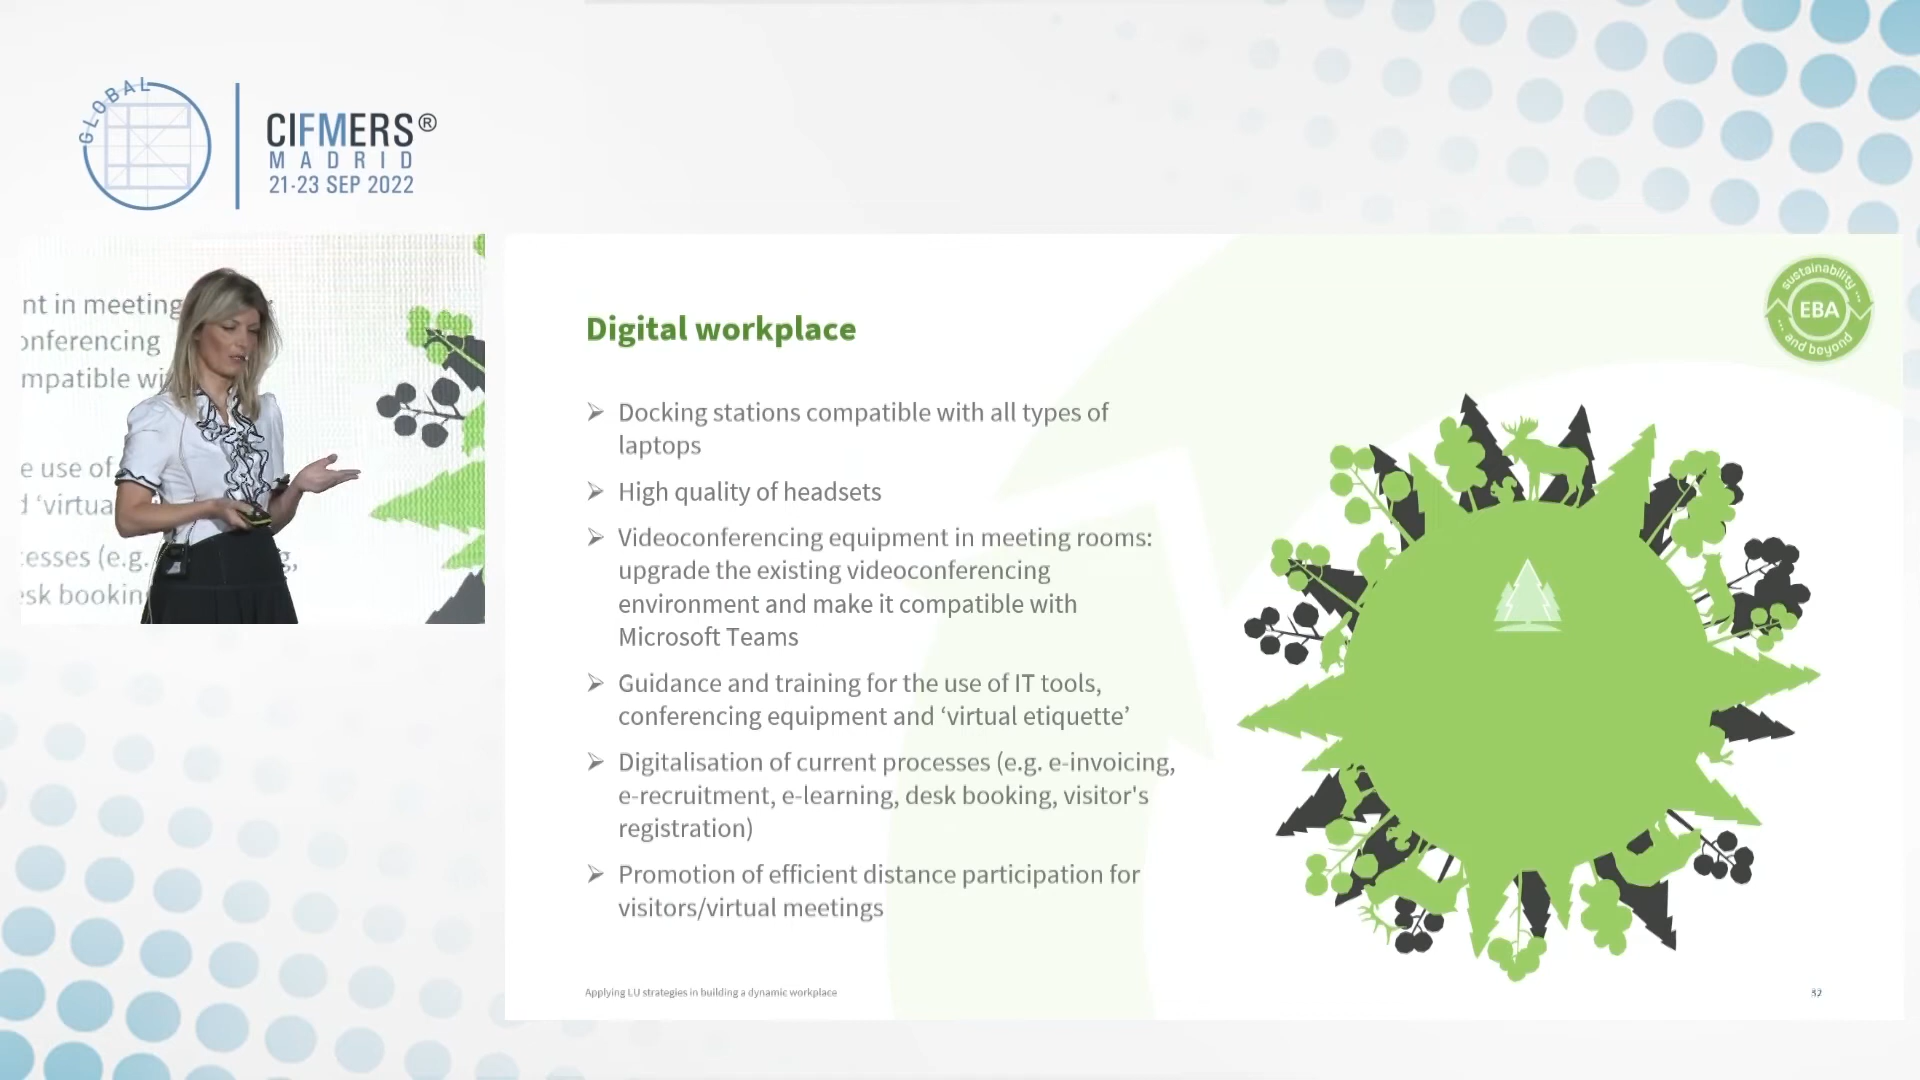 GLOBAL
CIFMERS®
MADRID
21-23 SEP 2022
nt in meeting
onferencing
mpatible wi
e use of
d ‘virtua
cesses (e.g.
g,
esk bookin
sustainability ...
EBA
... and beyond
Digital workplace
➢ Docking stations compatible with all types of
laptops
➢ High quality of headsets
➢ Videoconferencing equipment in meeting rooms:
upgrade the existing videoconferencing
environment and make it compatible with
Microsoft Teams
➢ Guidance and training for the use of IT tools,
conferencing equipment and ‘virtual etiquette’
➢ Digitalisation of current processes (e.g. e-invoicing,
e-recruitment, e-learning, desk booking, visitor's
registration)
➢ Promotion of efficient distance participation for
visitors/virtual meetings
Applying LU strategies in building a dynamic workplace